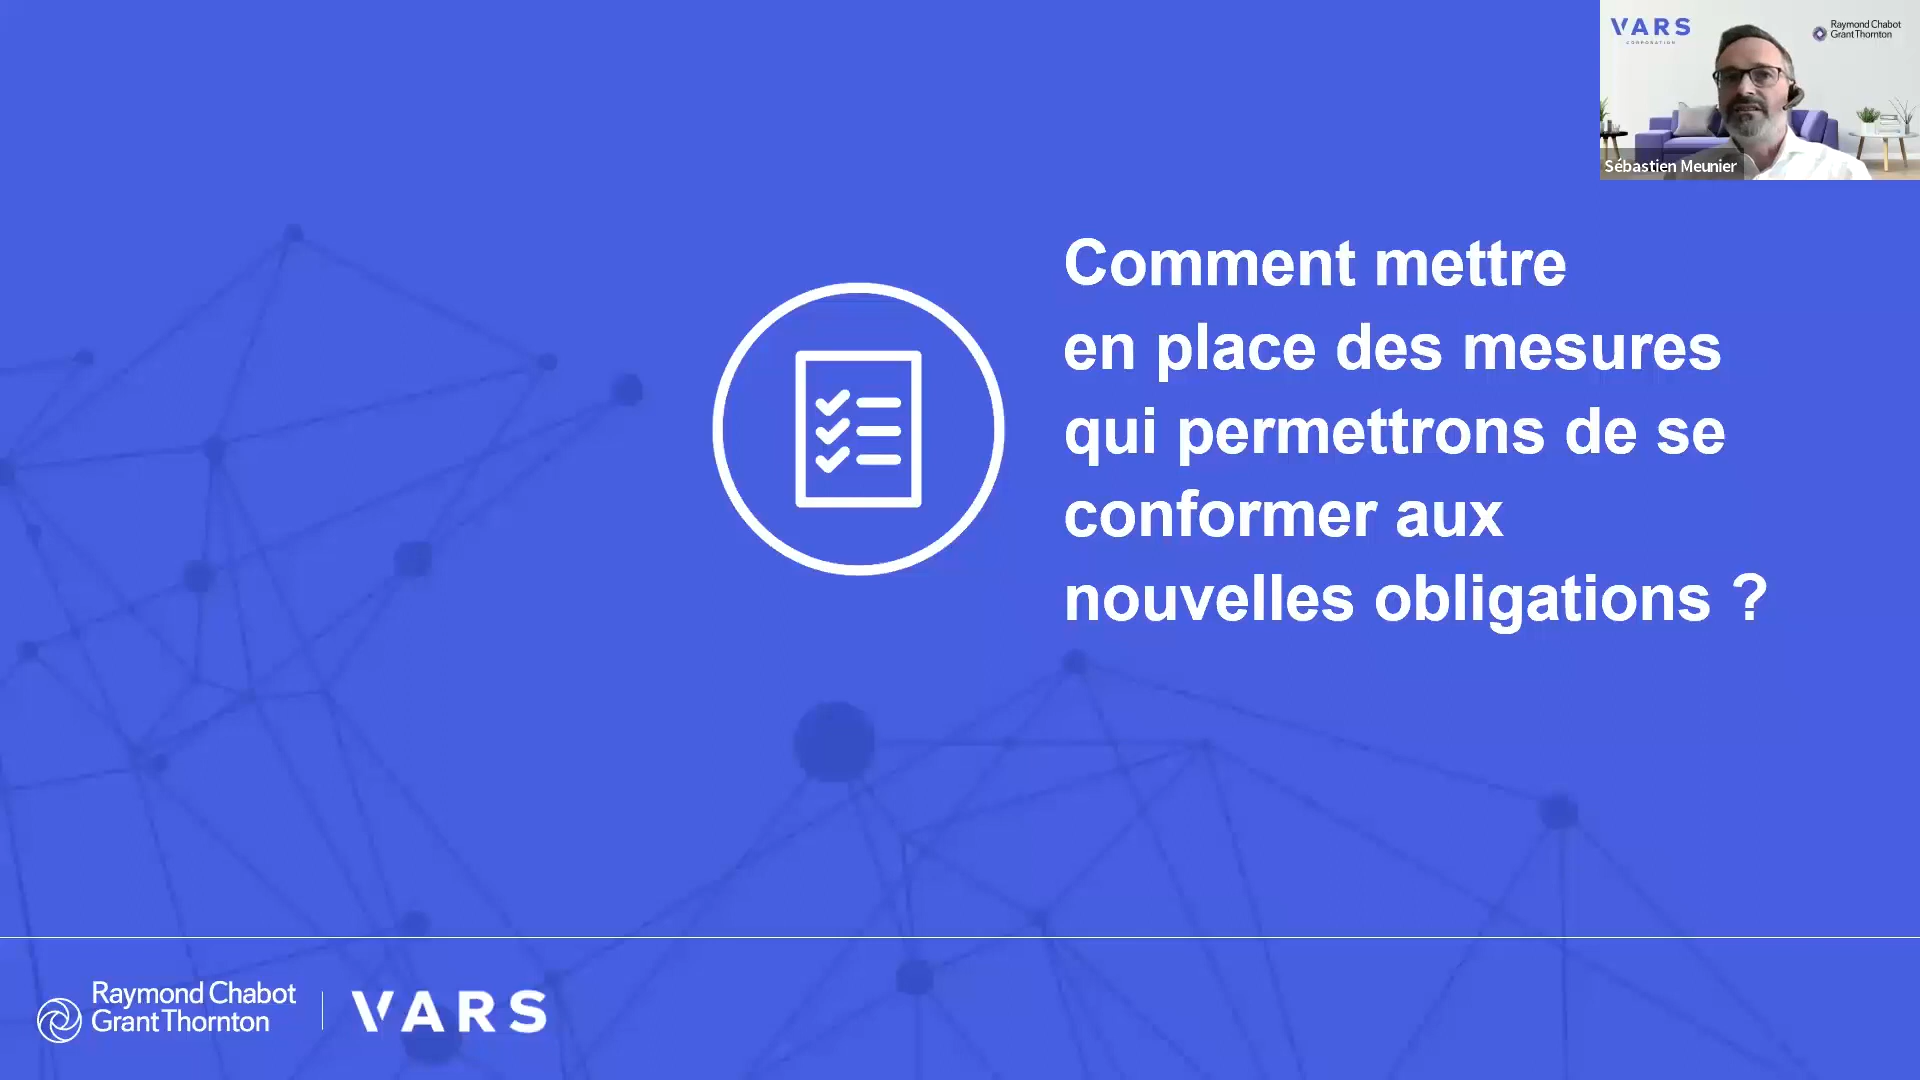 VARS
CORPORATION
Raymond Chabot
Grant Thornton
Sébastien Meunier
Comment mettre
en place des mesures
qui permettrons de se
conformer aux
nouvelles obligations ?
Raymond Chabot
Grant Thornton
VARS